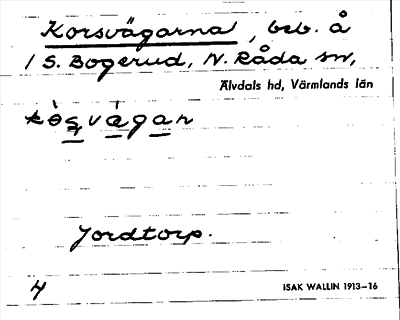 Korsvägarna, beb. å
1 S. Bogerud, N. Råda sn,
Älvdals hd, Värmlands län
Jordtorp.
4
ISAK WALLIN 1913–16